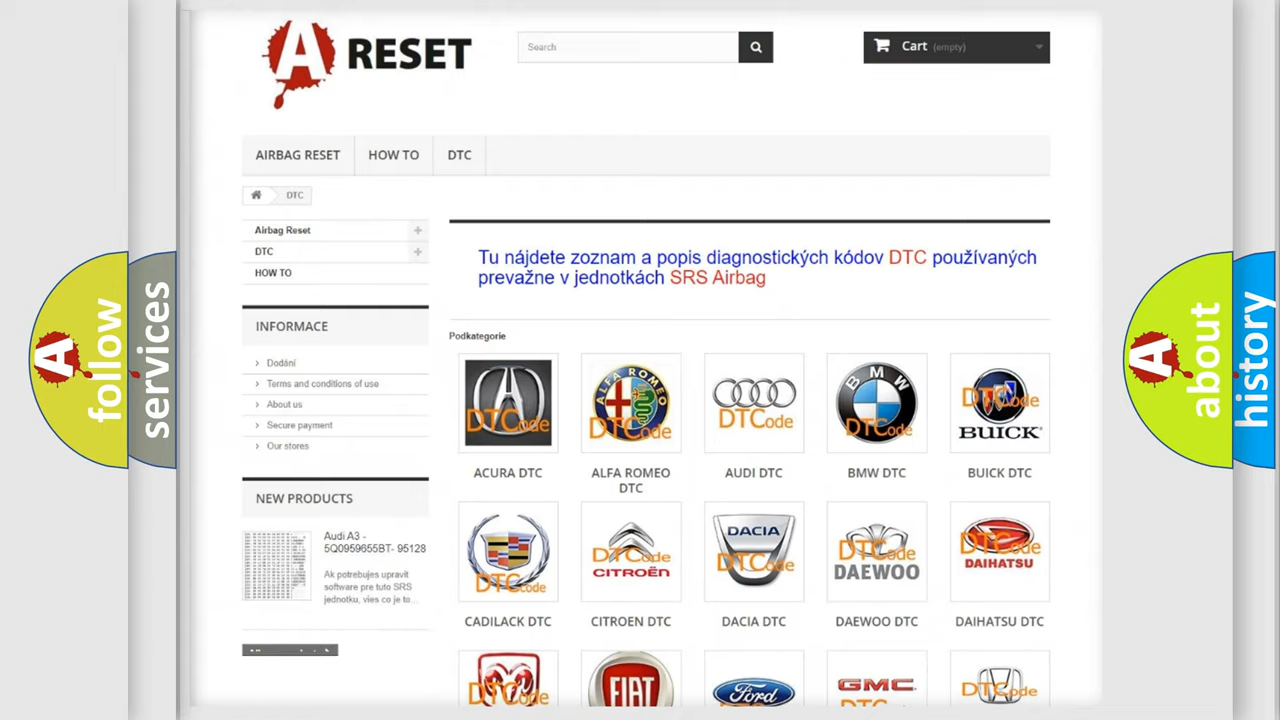 A RESET
Search
Cart (empty)
AIRBAG RESET
HOW TO
DTC
DTC
Airbag Reset
DTC
HOW TO
Tu nájdete zoznam a popis diagnostických kódov DTC používaných
prevažne v jednotkách SRS Airbag
INFORMACE
Dodání
Terms and conditions of use
About us
Secure payment
Our stores
Podkategorie
DTCode
ALFA ROMEO
DTCode
DTCode
BMW
DTCode
DTCode
BUICK
ACURA DTC
ALFA ROMEO
DTC
AUDI DTC
BMW DTC
BUICK DTC
NEW PRODUCTS
Audi A3 -
5Q0959655BT- 95128
Ak potrebujes upravit
software pre tuto SRS
jednotku, vies co je to...
DTCode
DTCode
CITROËN
DACIA
DTCode
DTCode
DAEWOO
DTCode
DAIHATSU
CADILACK DTC
CITROEN DTC
DACIA DTC
DAEWOO DTC
DAIHATSU DTC
DTCode
FIAT
Ford
GMC
DTCode
A follow
services
A about
history